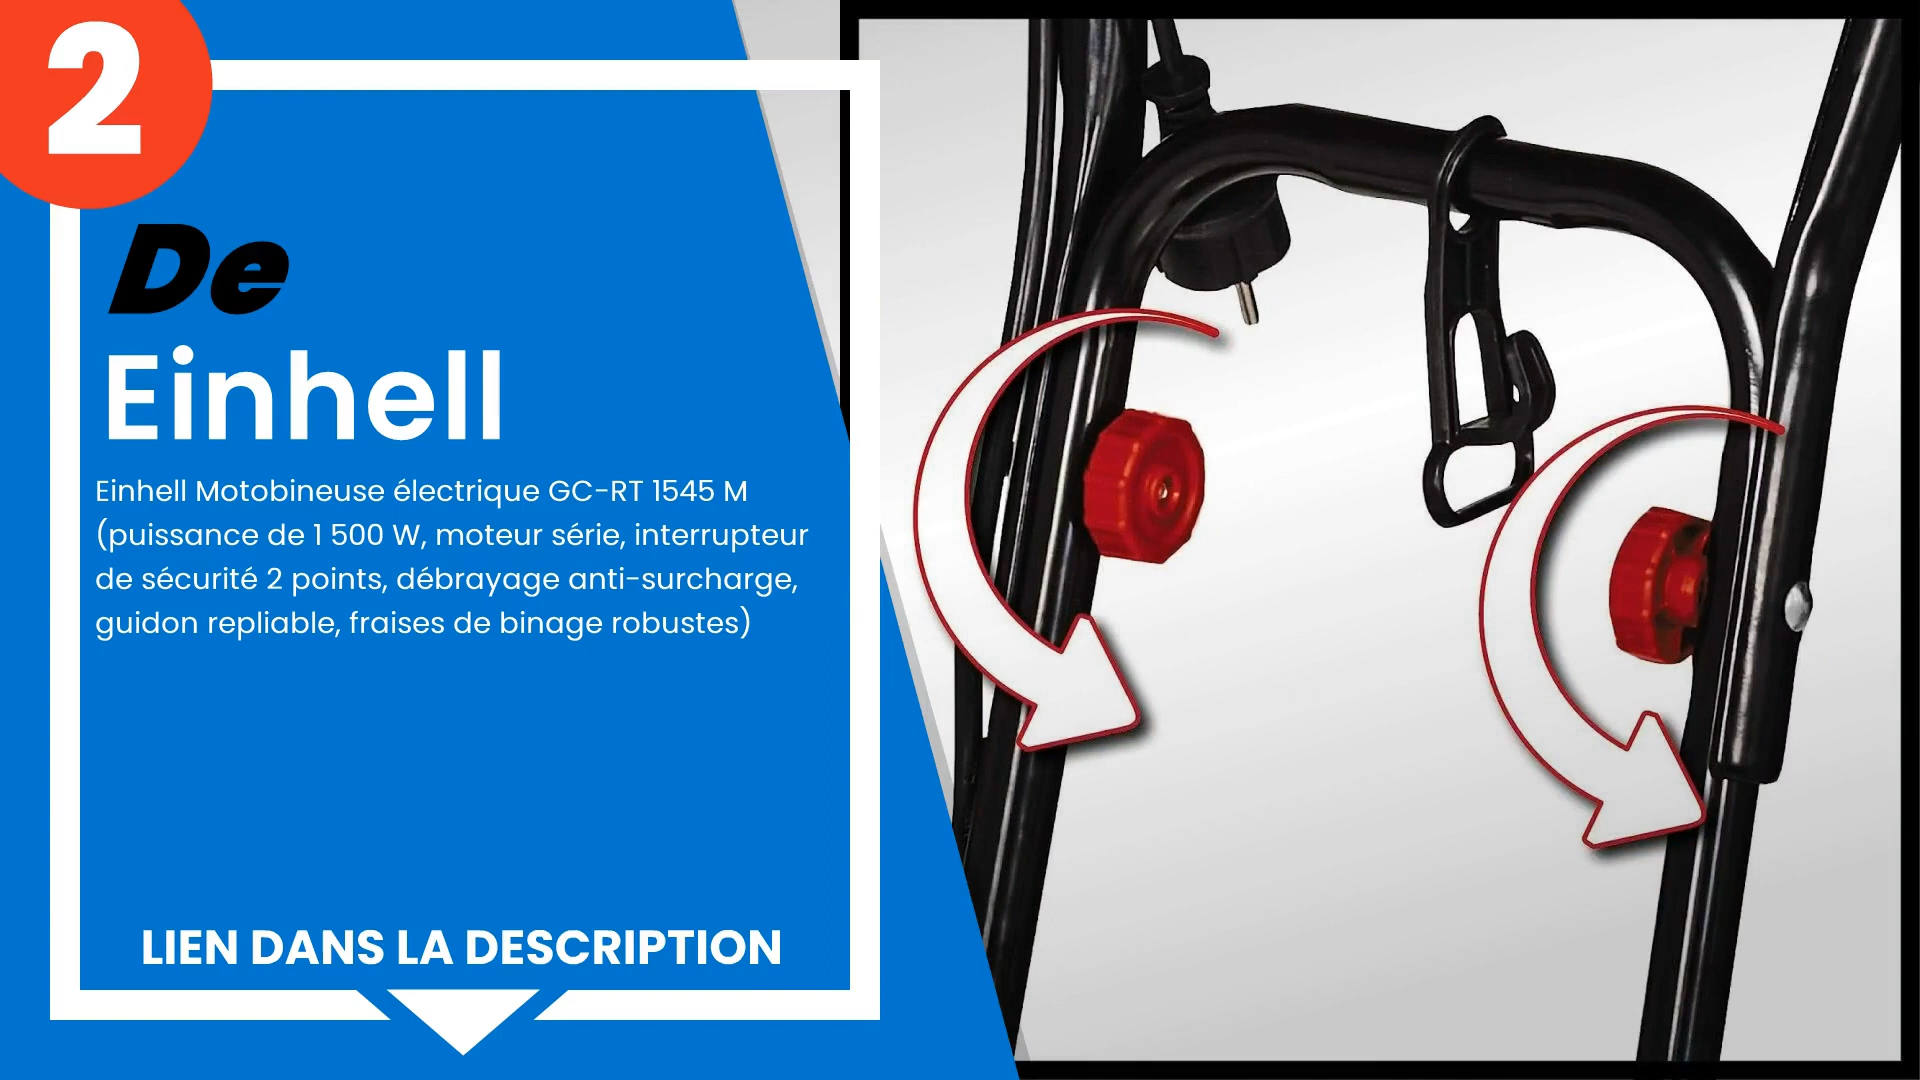 2
De
Einhell
Einhell Motobineuse électrique GC-RT 1545 M
(puissance de 1 500 W, moteur série, interrupteur
de sécurité 2 points, débrayage anti-surcharge,
guidon repliable, fraises de binage robustes)
LIEN DANS LA DESCRIPTION